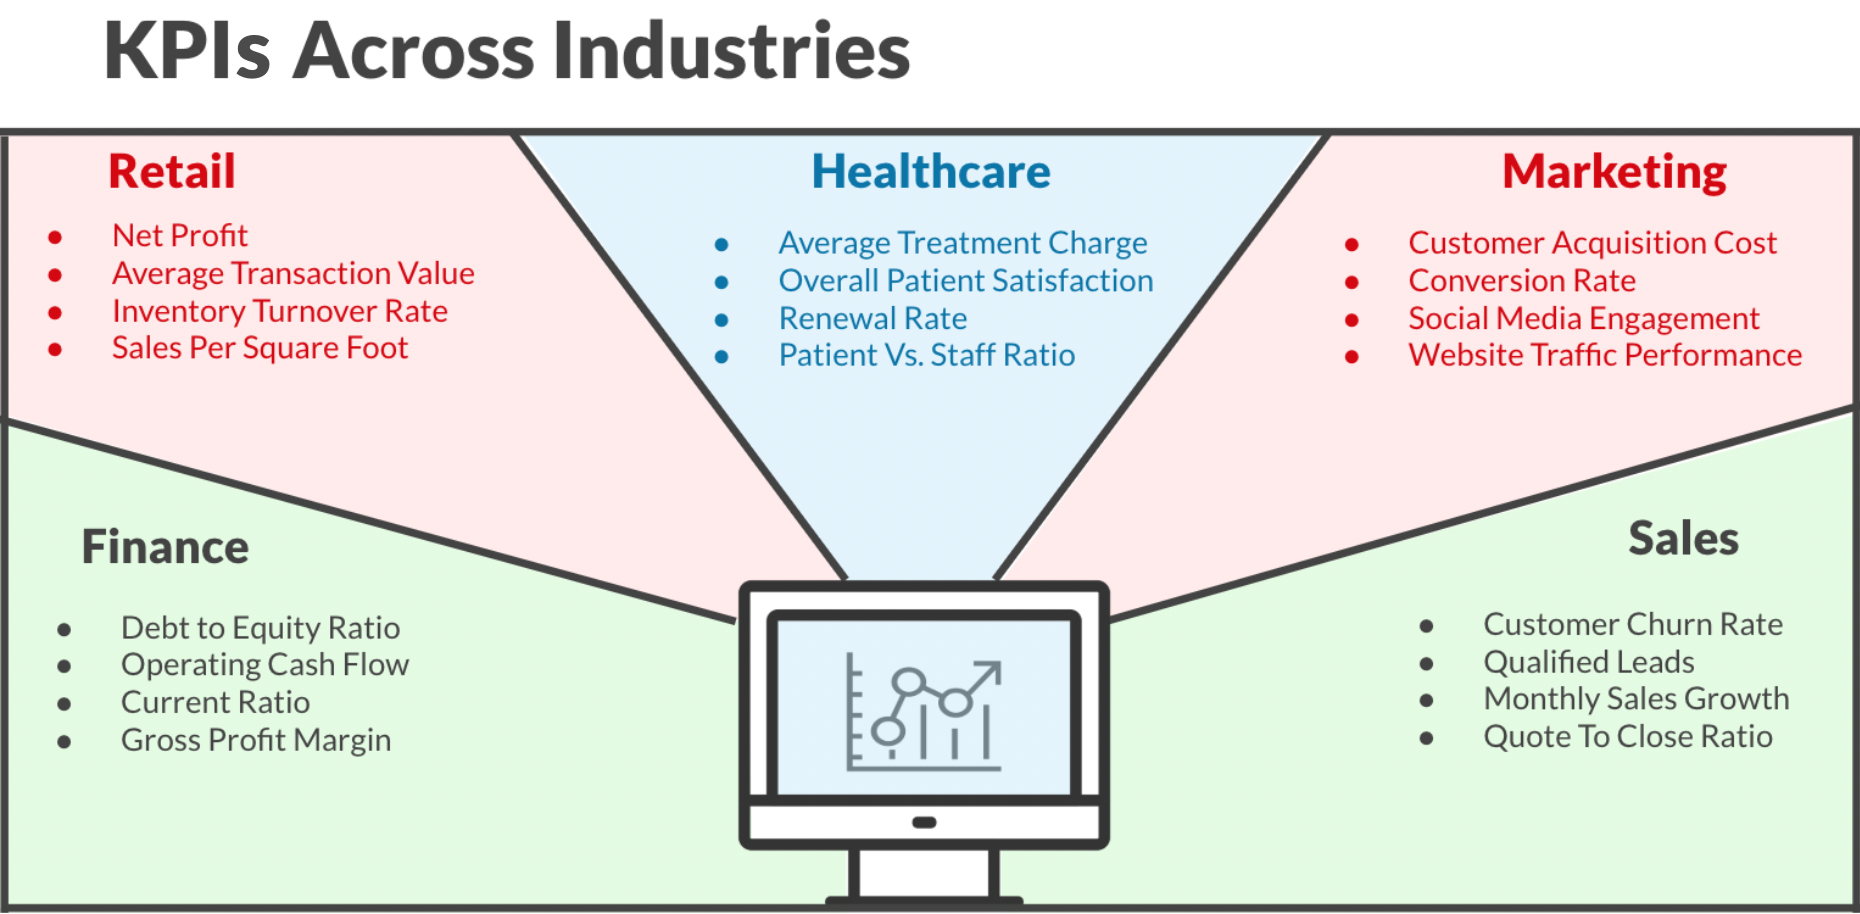 KPIs Across Industries
Retail
Net Profit
Average Transaction Value
Inventory Turnover Rate
Sales Per Square Foot
Healthcare
Average Treatment Charge
Overall Patient Satisfaction
Renewal Rate
Patient Vs. Staff Ratio
Marketing
Customer Acquisition Cost
Conversion Rate
Social Media Engagement
Website Traffic Performance
Finance
Debt to Equity Ratio
Operating Cash Flow
Current Ratio
Gross Profit Margin
Sales
Customer Churn Rate
Qualified Leads
Monthly Sales Growth
Quote To Close Ratio